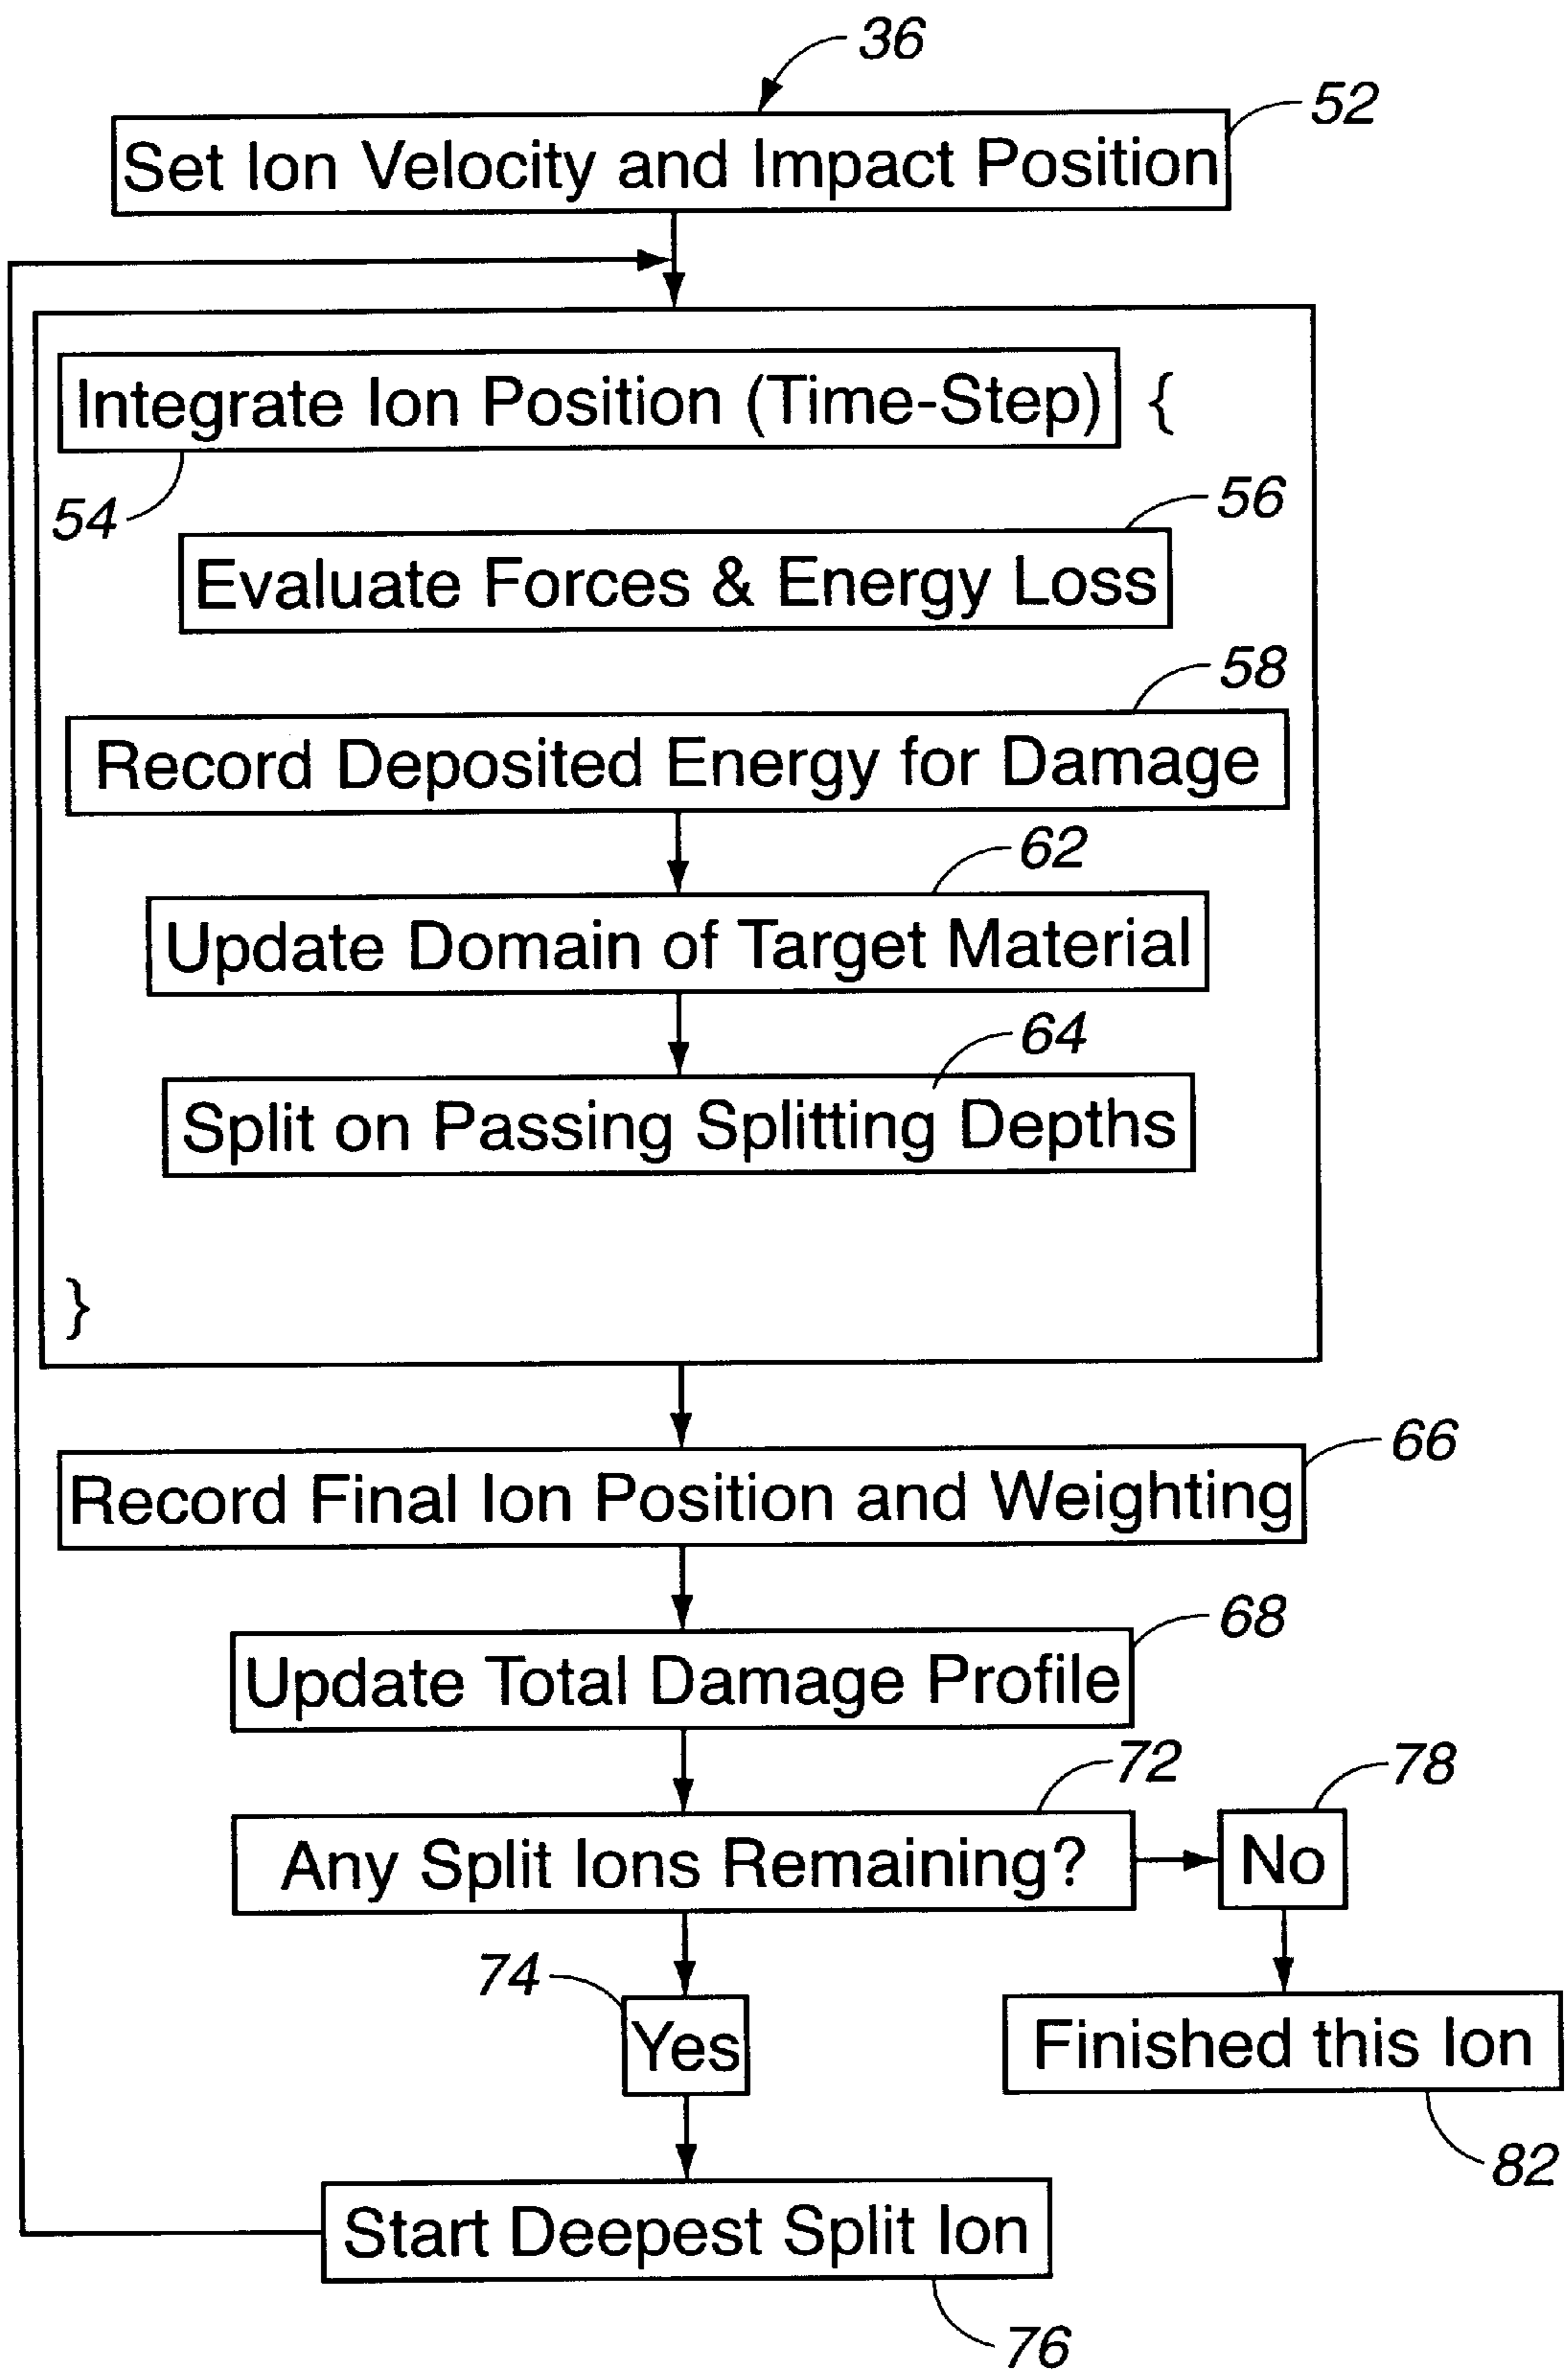 36
52
Set Ion Velocity and Impact Position
Integrate Ion Position (Time-Step) {
54
56
Evaluate Forces & Energy Loss
58
Record Deposited Energy for Damage
62
Update Domain of Target Material
64
Split on Passing Splitting Depths
}
66
Record Final Ion Position and Weighting
68
Update Total Damage Profile
72
78
Any Split Ions Remaining?
No
74
Yes
Finished this Ion
82
Start Deepest Split Ion
76